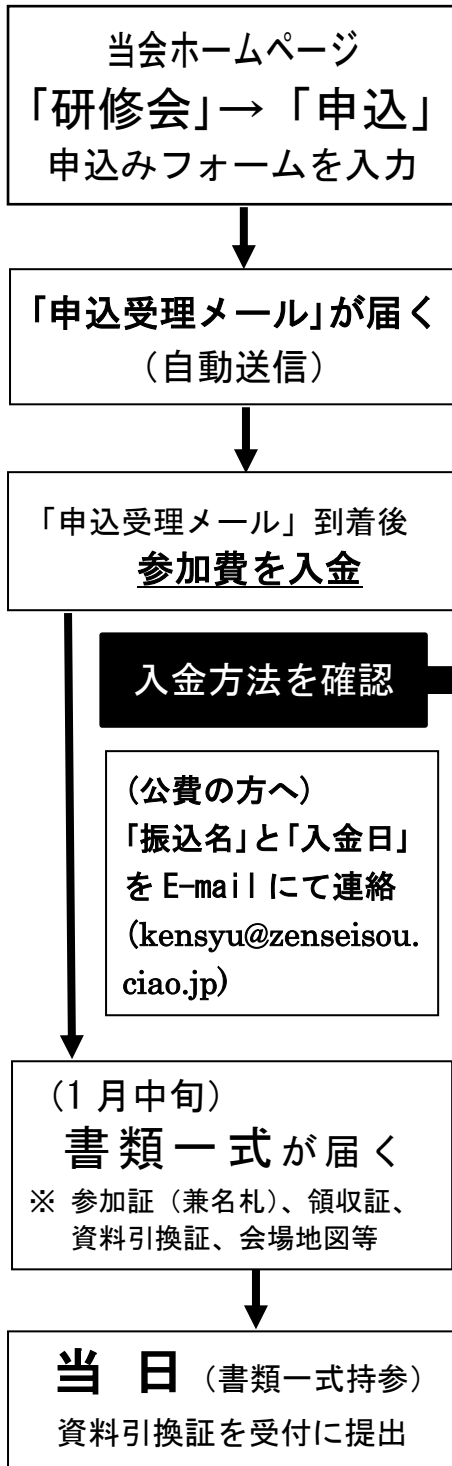 当会ホームページ
「研修会」→「申込」
申込みフォームを入力
「申込受理メール」が届く
（自動送信）
「申込受理メール」到着後
参加費を入金
入金方法を確認
(公費の方へ)
「振込名」と「入金日」
を E-mail にて連絡
(kensyu@zenseisou.
ciao.jp)
(1 月中旬)
書類一式が届く
※ 参加証（兼名札）、領収証、
資料引換証、会場地図等
当 日（書類一式持参）
資料引換証を受付に提出